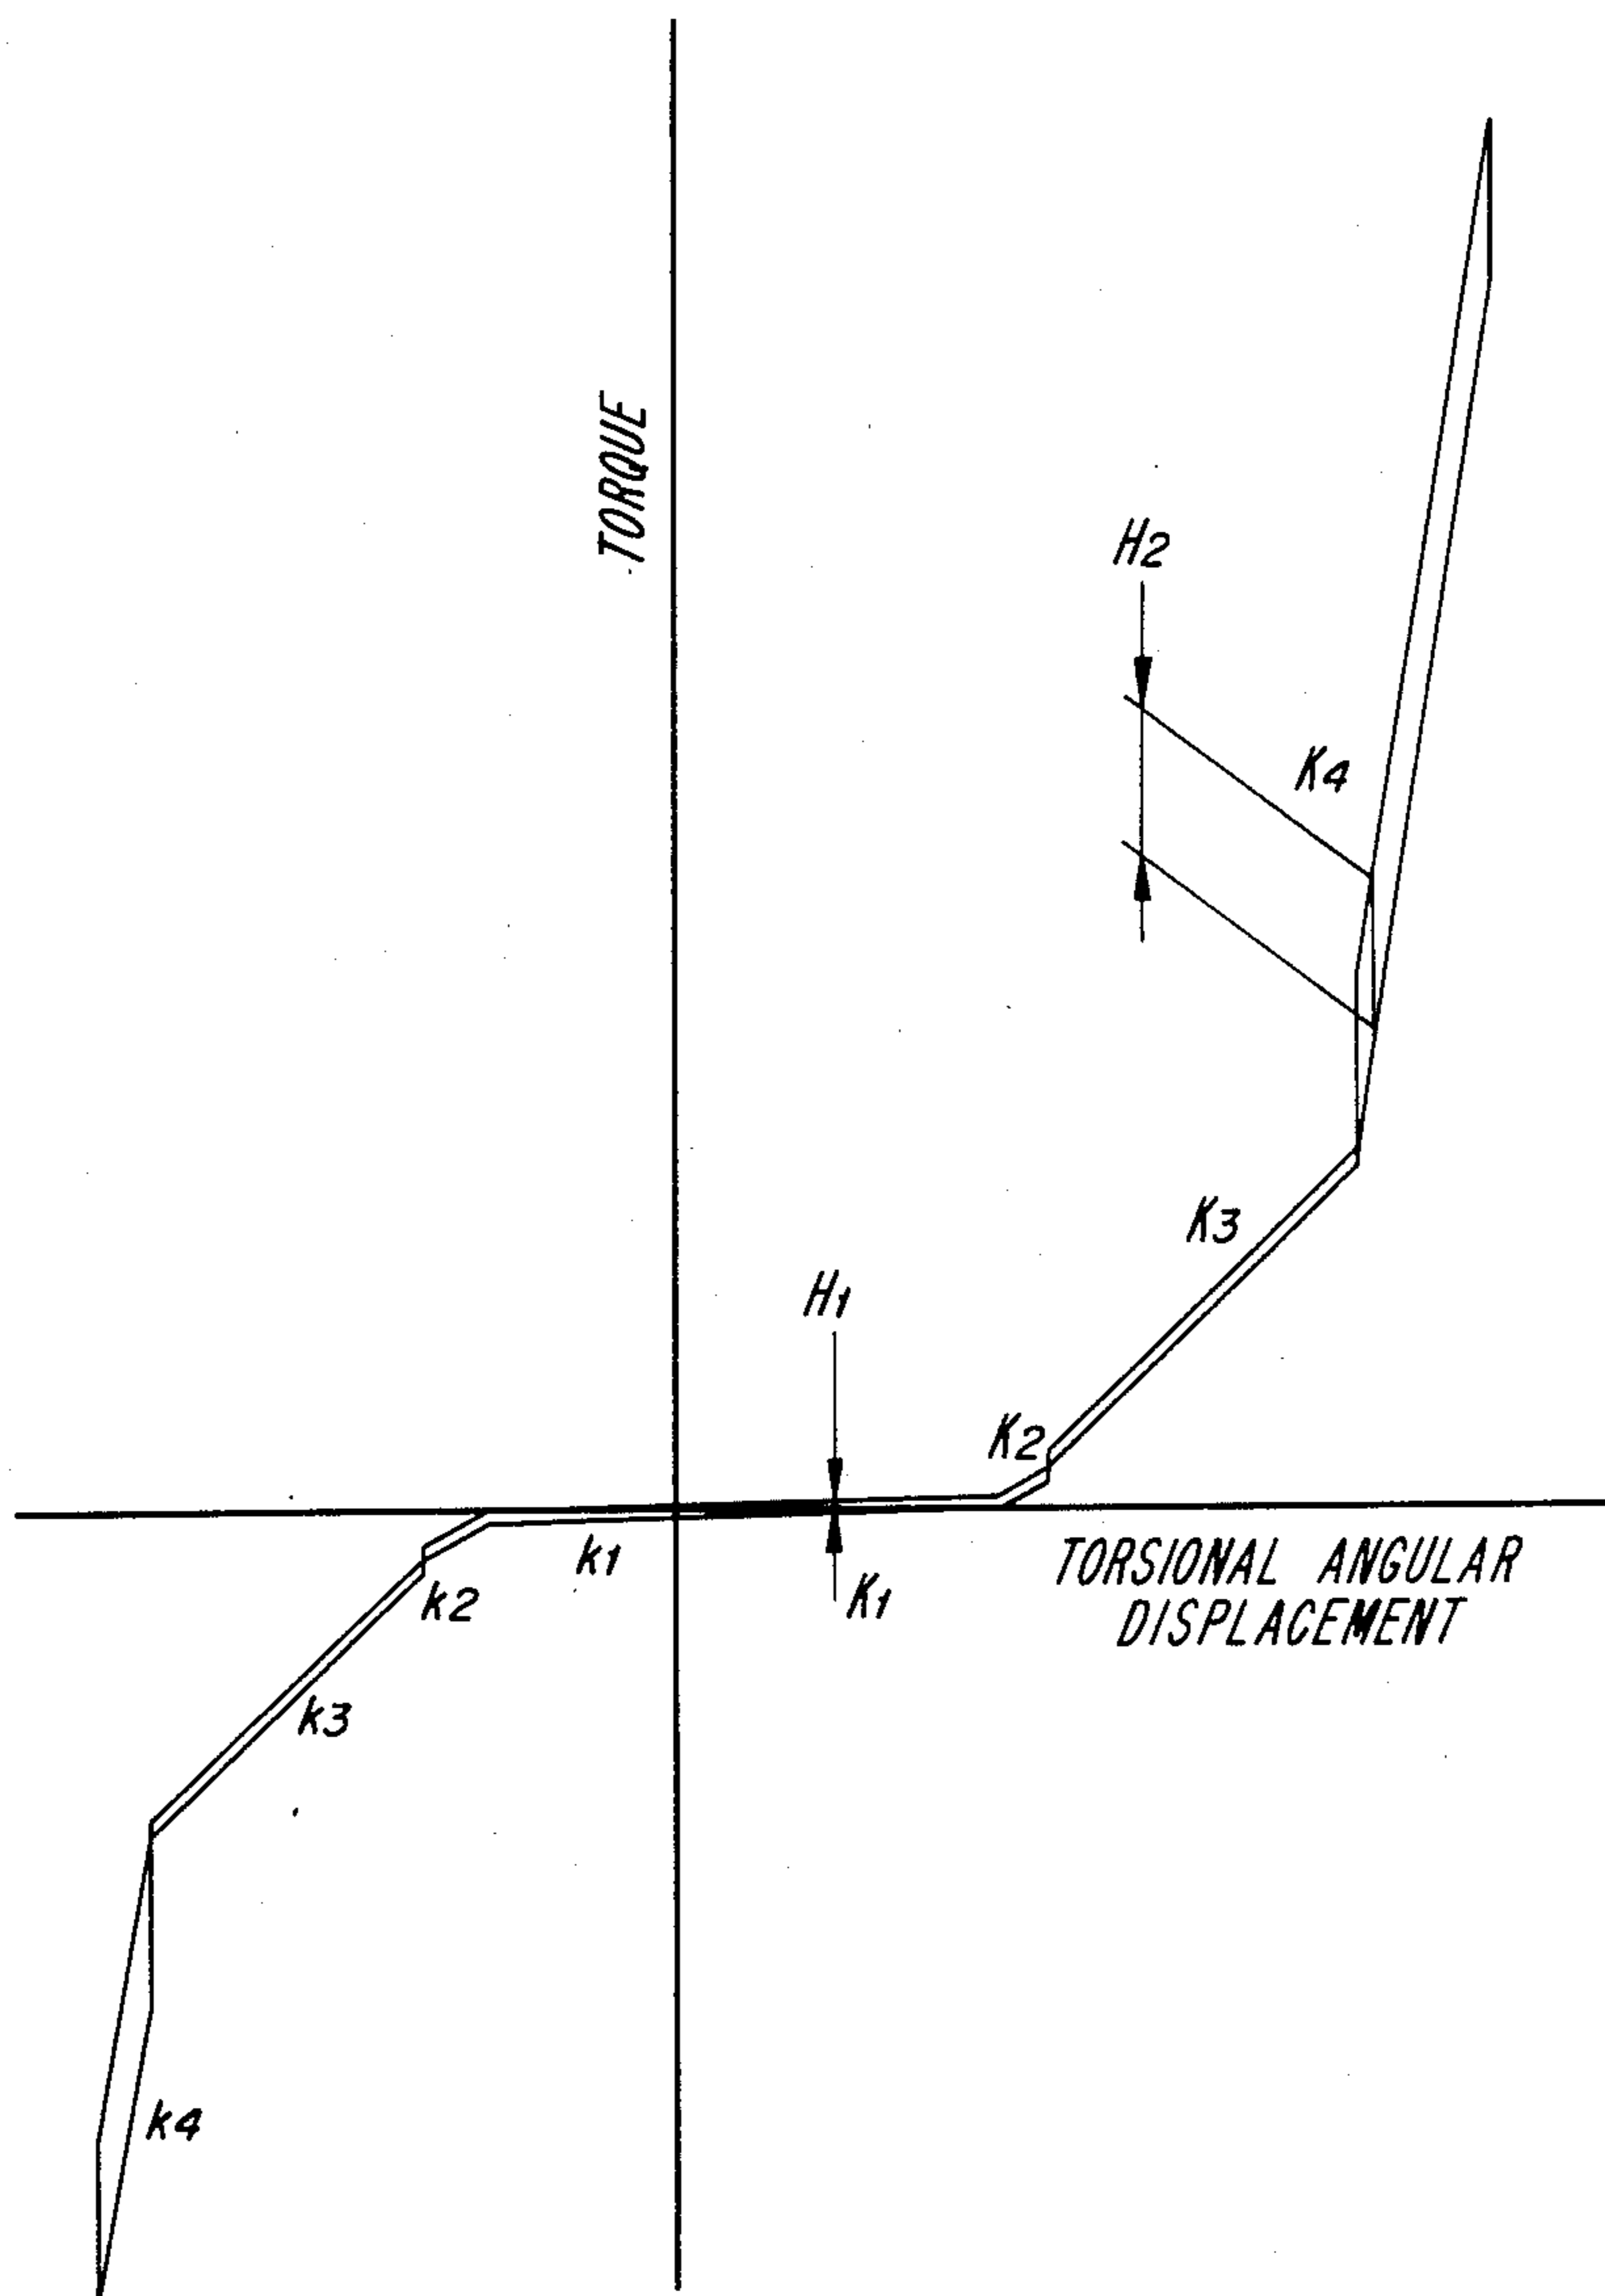 TORQUE
H2
K4
K3
H1
K2
k1
K1
TORSIONAL ANGULAR
DISPLACEMENT
k2
k3
k4